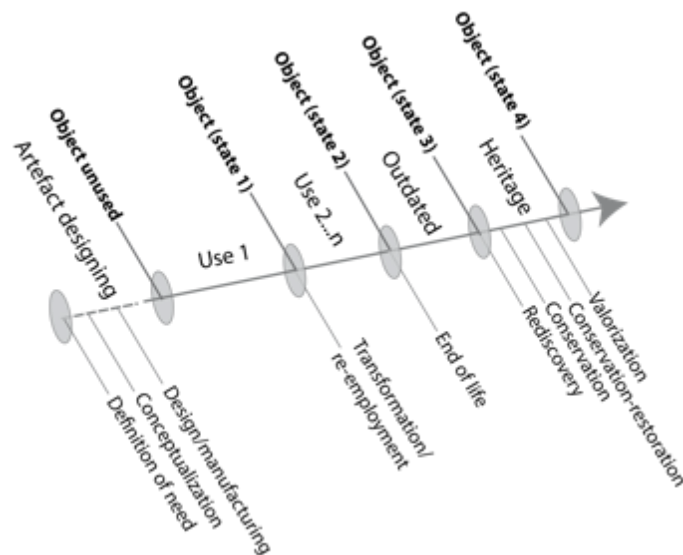 Object unused
Object (state 1)
Object (state 2)
Object (state 3)
Object (state 4)
Artefact designing
Use 1
Use 2...n
Outdated
Heritage
Definition of need
Conceptualization
Design/manufacturing
Transformation/
re-employment
End of life
Rediscovery
Conservation
Conservation-restoration
Valorization